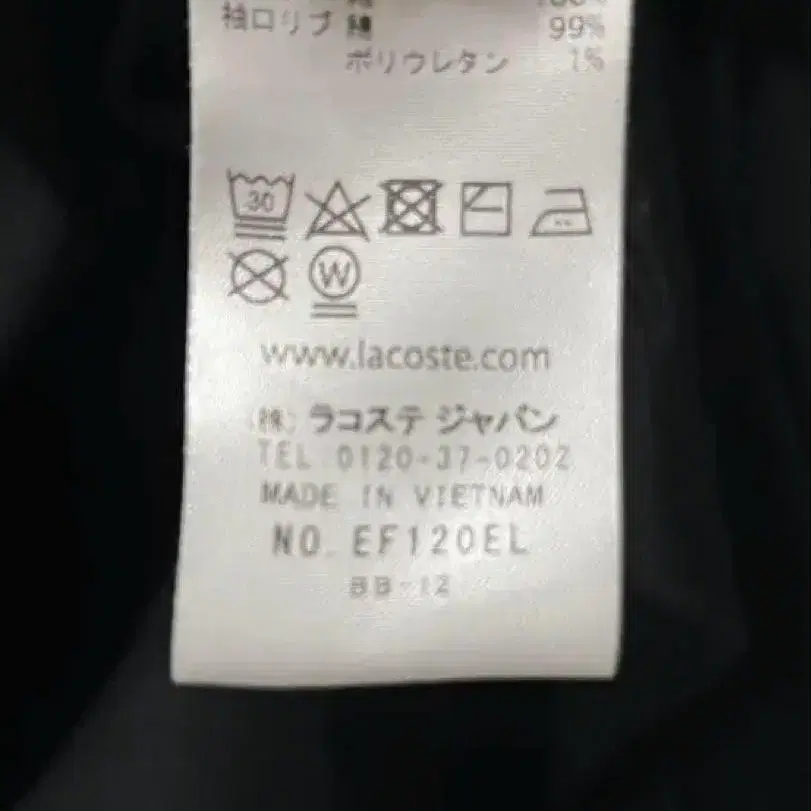 袖口リブ 綿 99%
ポリウレタン 1%
30
W
www.lacoste.com
(株) ラコステ ジャパン
TEL 0120-37-0202
MADE IN VIETNAM
NO. EF120EL
BB-12